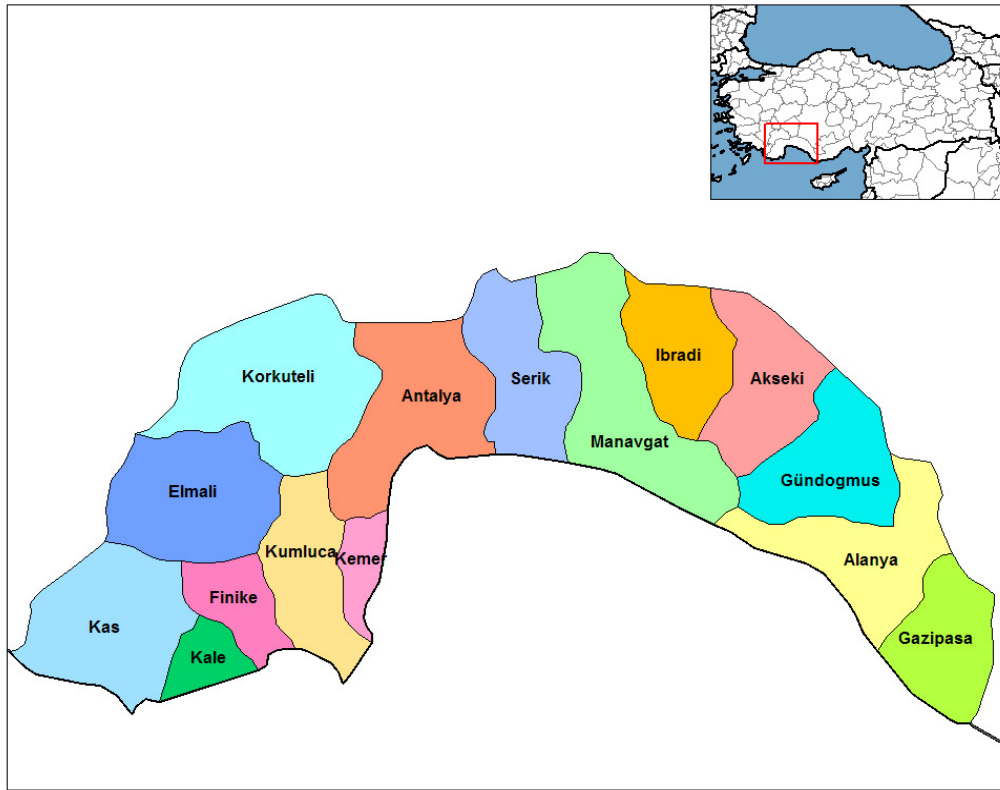 Korkuteli
Antalya
Serik
Ibradi
Akseki
Manavgat
Gündogmus
Elmali
Kumluca
Kemer
Alanya
Finike
Kas
Kale
Gazipasa